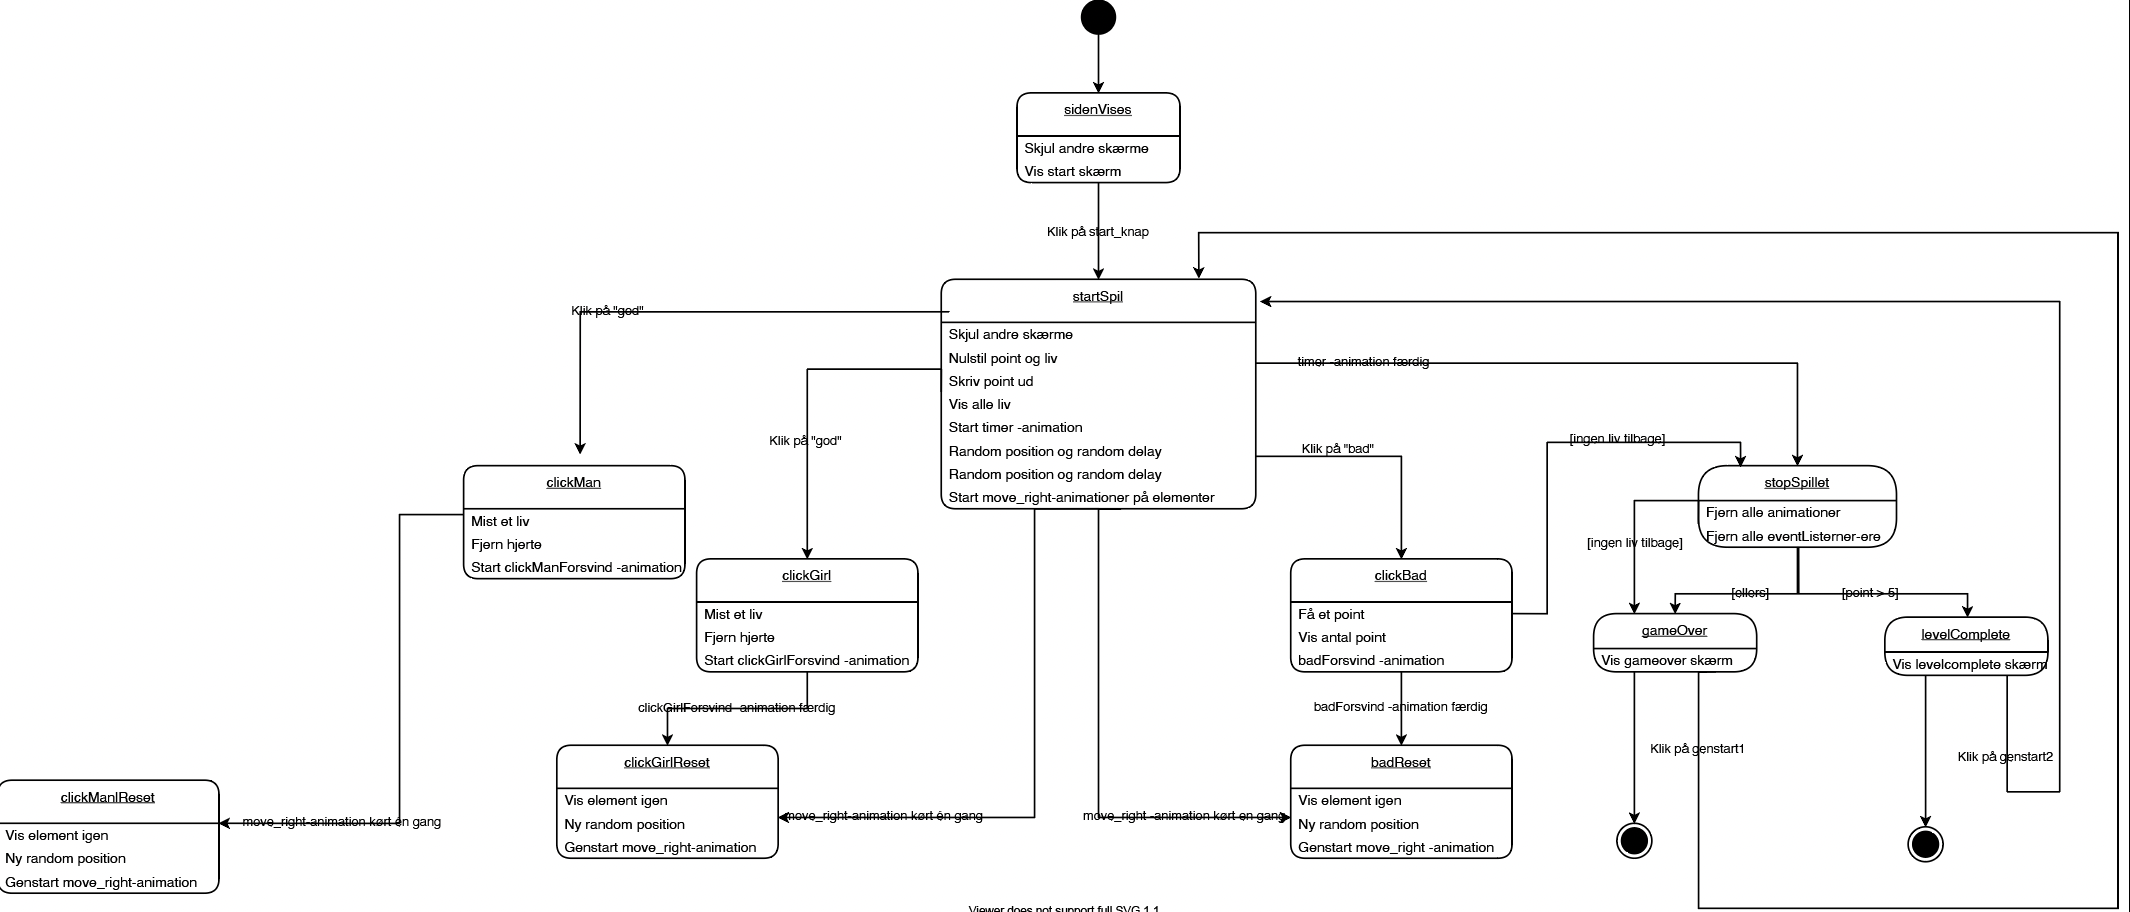 sidenVises
Skjul andre skærme
Vis start skærm
Klik på start_knap
startSpil
Skjul andre skærme
Nulstil point og liv
Skriv point ud
Vis alle liv
Start timer -animation
Random position og random delay
Random position og random delay
Start move_right-animationer på elementer
Klik på "god"
Klik på "god"
timer -animation færdig
Klik på "bad"
[ingen liv tilbage]
clickMan
Mist et liv
Fjern hjerte
Start clickManForsvind -animation
clickGirl
Mist et liv
Fjern hjerte
Start clickGirlForsvind -animation
clickBad
Få et point
Vis antal point
badForsvind -animation
stopSpillet
Fjern alle animationer
Fjern alle eventListerner-ere
[ingen liv tilbage]
[ellers]
[point > 5]
gameOver
Vis gameover skærm
levelComplete
Vis levelcomplete skærm
clickGirlForsvind -animation færdig
badForsvind -animation færdig
Klik på genstart1
Klik på genstart2
clickManIReset
Vis element igen
Ny random position
Genstart move_right-animation
move_right-animation kørt én gang
clickGirlReset
Vis element igen
Ny random position
Genstart move_right-animation
move_right-animation kørt én gang
move_right -animation kørt en gang
badReset
Vis element igen
Ny random position
Genstart move_right -animation
Viewer does not support full SVG 1.1